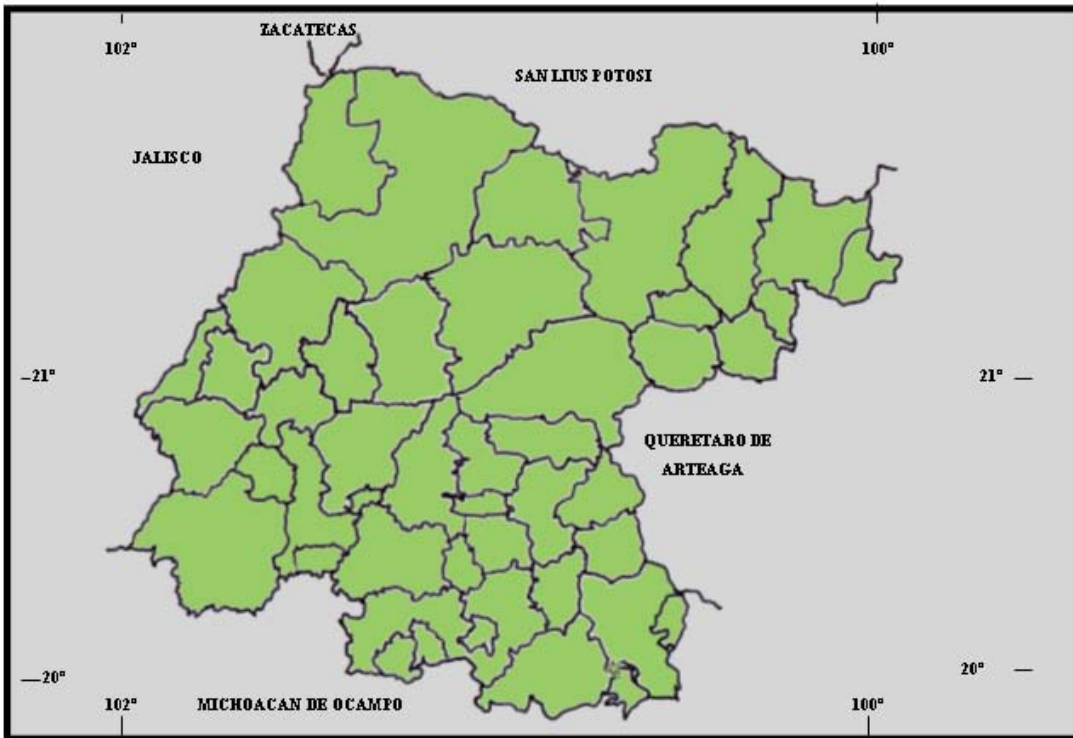 ZACATECAS
102°
100°
SAN LIUS POTOSI
JALISCO
–21°
21° —
QUERETARO DE
ARTEAGA
—20°
20° —
102°
MICHOACAN DE OCAMPO
100°